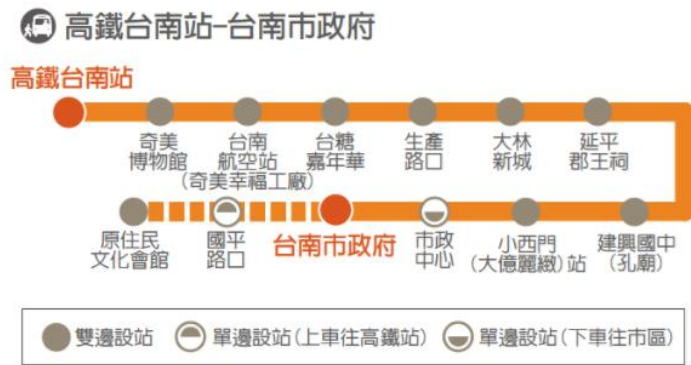 高鐵台南站-台南市政府
高鐵台南站
奇美
博物館
台南
航空站
(奇美幸福工廠)
台糖
嘉年華
生產
路口
大林
新城
延平
郡王祠
原住民
文化會館
國平
路口
台南市政府
市政
中心
小西門
(大億麗緻)站
建興國中
(孔廟)
雙邊設站
單邊設站(上車往高鐵站)
單邊設站(下車往市區)